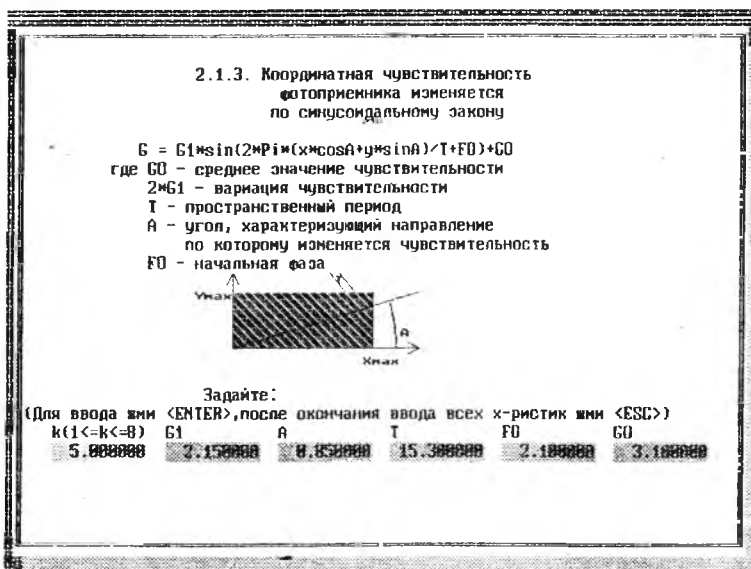 2.1.3. Координатная чувствительность
фотоприемника изменяется
по синусоидальному закону
G = G1*sin(2*Pi*(x*cosA+y*sinA)/T+F0)+G0
где G0 - среднее значение чувствительности
2*G1 - вариация чувствительности
T - пространственный период
A - угол, характеризующий направление
по которому изменяется чувствительность
F0 - начальная фаза
T
Yмах
A
Xмах
Задайте:
(Для ввода жми <ENTER>,после окончания ввода всех х-ристик жми <ESC>)
k(1<=k<=8) G1 A T F0 G0
5.000000 2.150000 0.850000 15.300000 2.100000 3.100000